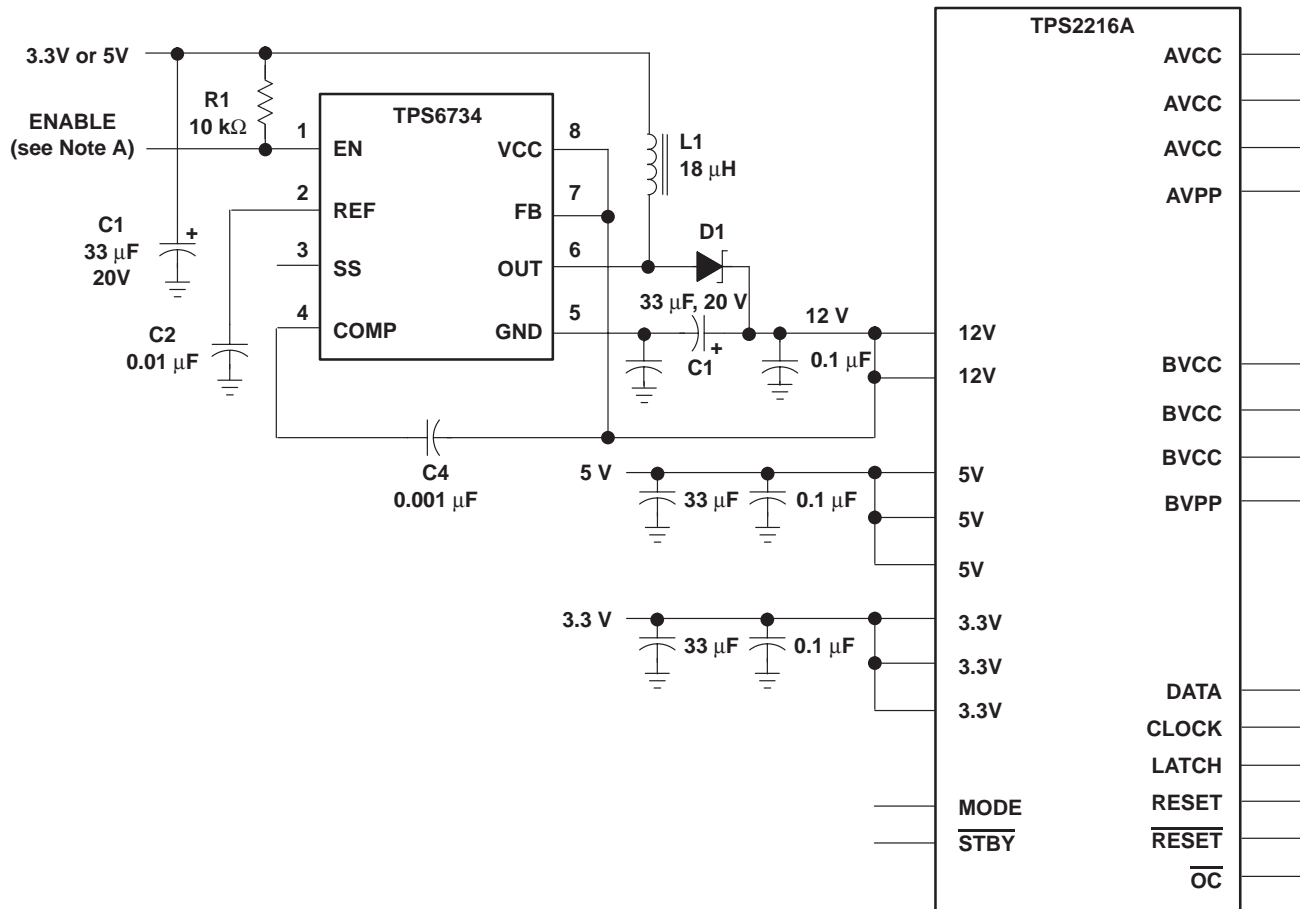 TPS2216A
3.3V or 5V
AVCC
R1
10 kΩ
AVCC
ENABLE
(see Note A)
TPS6734
1
EN
8
VCC
L1
18 μH
AVCC
2
REF
7
FB
AVPP
C1
33 μF
20V
+
3
SS
6
OUT
D1
4
COMP
5
GND
33 μF, 20 V
+
C1
12 V
0.1 μF
12V
12V
C2
0.01 μF
BVCC
BVCC
BVCC
BVPP
C4
0.001 μF
5 V
33 μF
0.1 μF
5V
5V
5V
3.3 V
33 μF
0.1 μF
3.3V
3.3V
3.3V
DATA
CLOCK
LATCH
MODE
RESET
STBY
RESET
OC